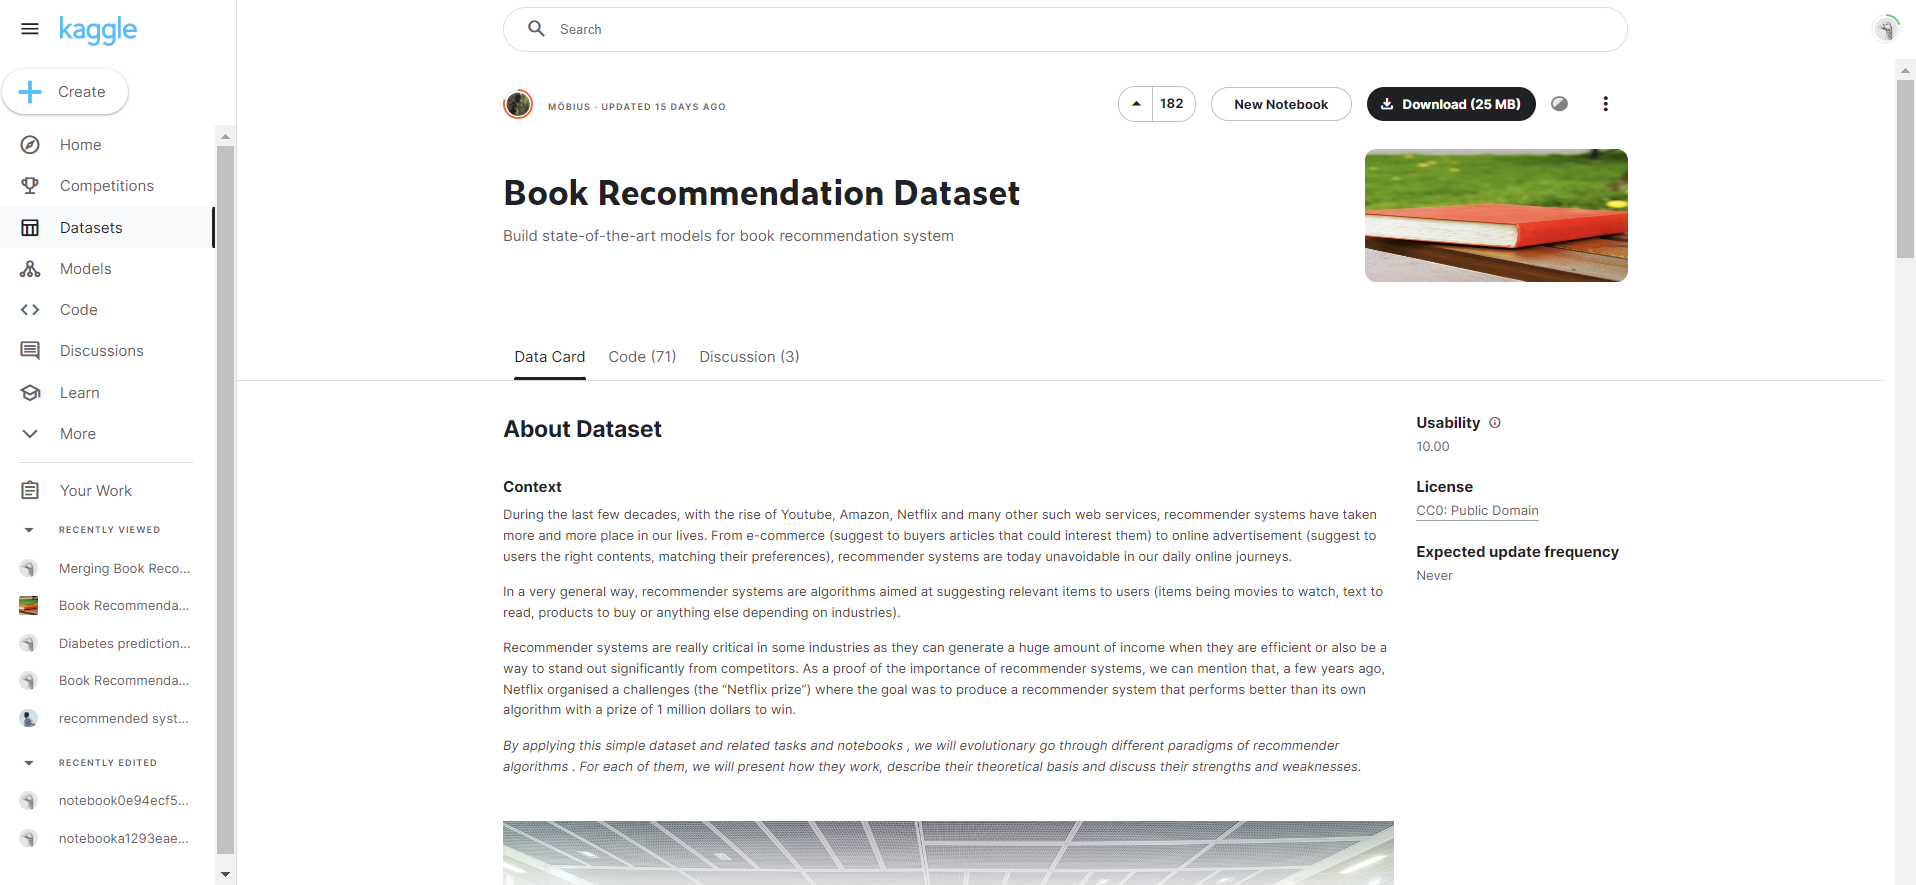 kaggle
Search
Create
Home
Competitions
Datasets
Models
Code
Discussions
Learn
More
Your Work
RECENTLY VIEWED
Merging Book Reco...
Book Recommenda...
Diabetes prediction...
Book Recommenda...
recommended syst...
RECENTLY EDITED
notebook0e94ecf5...
notebooka1293eae...
MÖBIUS · UPDATED 15 DAYS AGO
182
New Notebook
Download (25 MB)
Book Recommendation Dataset
Build state-of-the-art models for book recommendation system
Data Card
Code (71)
Discussion (3)
About Dataset
Context
During the last few decades, with the rise of Youtube, Amazon, Netflix and many other such web services, recommender systems have taken
more and more place in our lives. From e-commerce (suggest to buyers articles that could interest them) to online advertisement (suggest to
users the right contents, matching their preferences), recommender systems are today unavoidable in our daily online journeys.
In a very general way, recommender systems are algorithms aimed at suggesting relevant items to users (items being movies to watch, text to
read, products to buy or anything else depending on industries).
Recommender systems are really critical in some industries as they can generate a huge amount of income when they are efficient or also be a
way to stand out significantly from competitors. As a proof of the importance of recommender systems, we can mention that, a few years ago,
Netflix organised a challenges (the “Netflix prize”) where the goal was to produce a recommender system that performs better than its own
algorithm with a prize of 1 million dollars to win.
By applying this simple dataset and related tasks and notebooks , we will evolutionary go through different paradigms of recommender
algorithms . For each of them, we will present how they work, describe their theoretical basis and discuss their strengths and weaknesses.
Usability
10.00
License
CC0: Public Domain
Expected update frequency
Never